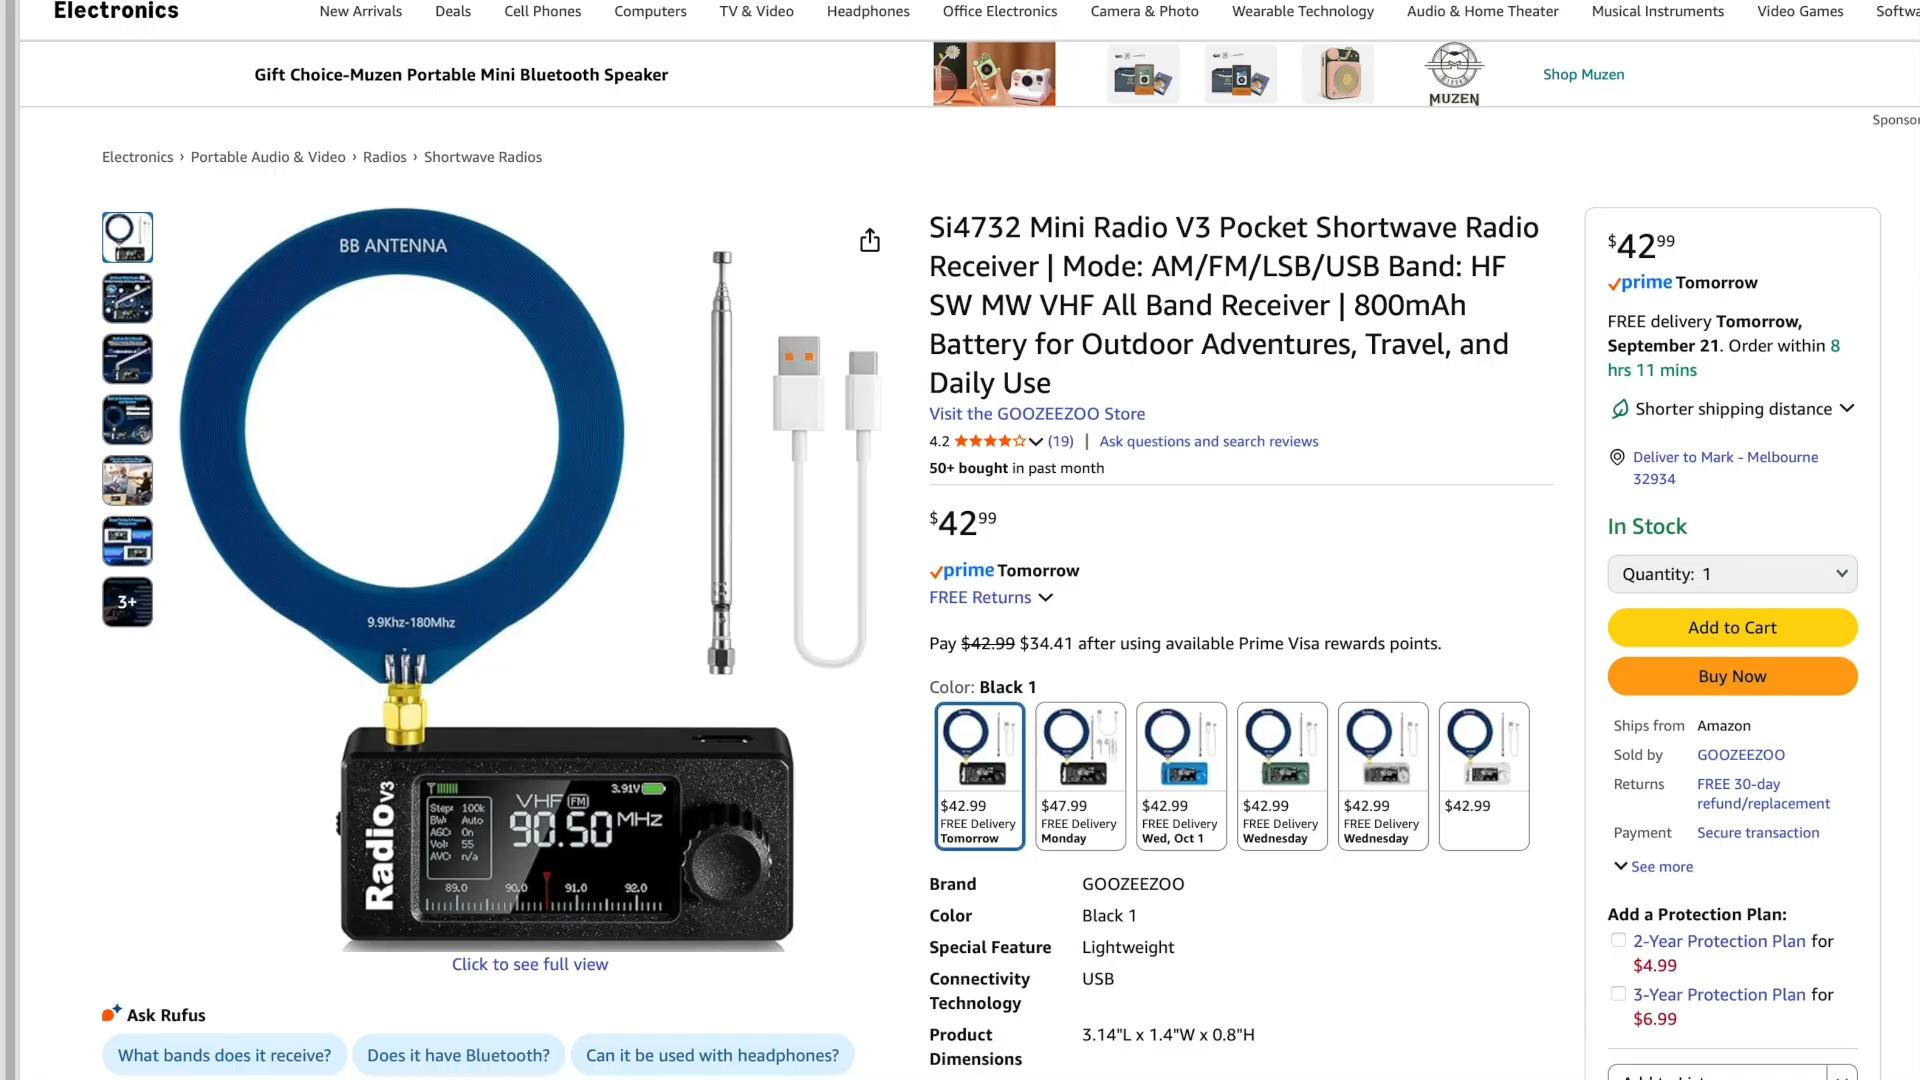 Electronics
New Arrivals
Deals
Cell Phones
Computers
TV & Video
Headphones
Office Electronics
Camera & Photo
Wearable Technology
Audio & Home Theater
Musical Instruments
Video Games
Softwa
Gift Choice-Muzen Portable Mini Bluetooth Speaker
MUZEN
Shop Muzen
Sponsor
Electronics › Portable Audio & Video › Radios › Shortwave Radios
BB ANTENNA
9.9Khz-180Mhz
RadioV3
3.91V
Step: 100k
BW: Auto
AGC: On
Vol: 55
AVC: n/a
VHF FM
90.50 MHz
89.0 90.0 91.0 92.0
3+
Click to see full view
Ask Rufus
What bands does it receive?
Does it have Bluetooth?
Can it be used with headphones?
Si4732 Mini Radio V3 Pocket Shortwave Radio
Receiver | Mode: AM/FM/LSB/USB Band: HF
SW MW VHF All Band Receiver | 800mAh
Battery for Outdoor Adventures, Travel, and
Daily Use
Visit the GOOZEEZOO Store
4.2 (19) | Ask questions and search reviews
50+ bought in past month
$4299
prime Tomorrow
FREE Returns
Pay $42.99 $34.41 after using available Prime Visa rewards points.
Color: Black 1
$42.99
FREE Delivery
Tomorrow
$47.99
FREE Delivery
Monday
$42.99
FREE Delivery
Wed, Oct 1
$42.99
FREE Delivery
Wednesday
$42.99
FREE Delivery
Wednesday
$42.99
Brand GOOZEEZOO
Color Black 1
Special Feature Lightweight
Connectivity USB
Technology
Product 3.14"L x 1.4"W x 0.8"H
Dimensions
$4299
prime Tomorrow
FREE delivery Tomorrow,
September 21. Order within 8
hrs 11 mins
Shorter shipping distance
Deliver to Mark - Melbourne
32934
In Stock
Quantity: 1
Add to Cart
Buy Now
Ships from Amazon
Sold by GOOZEEZOO
Returns FREE 30-day
refund/replacement
Payment Secure transaction
See more
Add a Protection Plan:
2-Year Protection Plan for
$4.99
3-Year Protection Plan for
$6.99